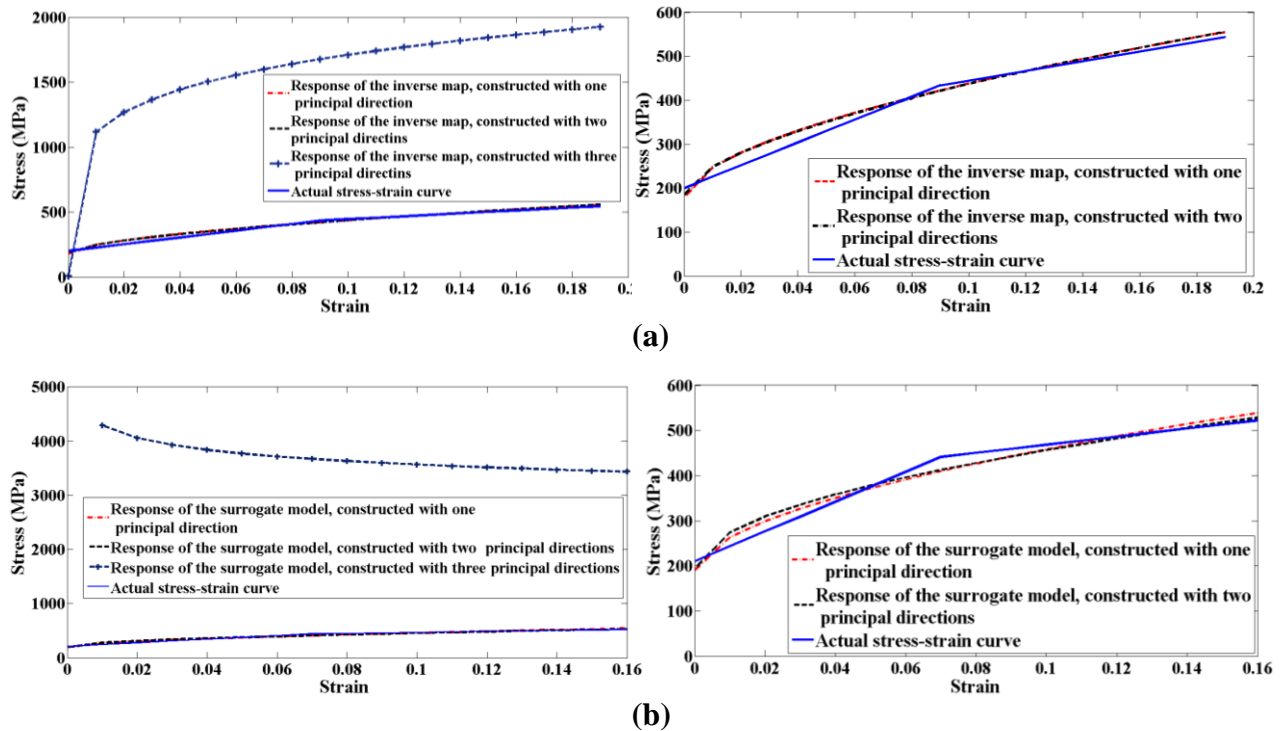 2000
1500
1000
500
0
Stress (MPa)
Response of the inverse map, constructed with one
principal direction
Response of the inverse map, constructed with two
principal directins
Response of the inverse map, constructed with three
principal directins
Actual stress-strain curve
0 0.02 0.04 0.06 0.08 0.1 0.12 0.14 0.16 0.18 0.
Strain
600
500
400
300
200
100
0
Stress (MPa)
Response of the inverse map, constructed with one
principal direction
Response of the inverse map, constructed with two
principal directions
Actual stress-strain curve
0 0.02 0.04 0.06 0.08 0.1 0.12 0.14 0.16 0.18 0.2
Strain
(a)
5000
4000
3000
1000
0
Stress (MPa)
Response of the surrogate model, constructed with one
principal direction
Response of the surrogate model, constructed with two principal directions
Response of the surrogate model, constructed with three principal directions
Actual stress-strain curve
0 0.02 0.04 0.06 0.08 0.1 0.12 0.14 0.16
Strain
600
500
400
300
200
100
0
Stress (MPa)
Response of the surrogate model, constructed with one
principal direction
Response of the surrogate model, constructed with two
principal directions
Actual stress-strain curve
0 0.02 0.04 0.06 0.08 0.1 0.12 0.14 0.16
Strain
(b)